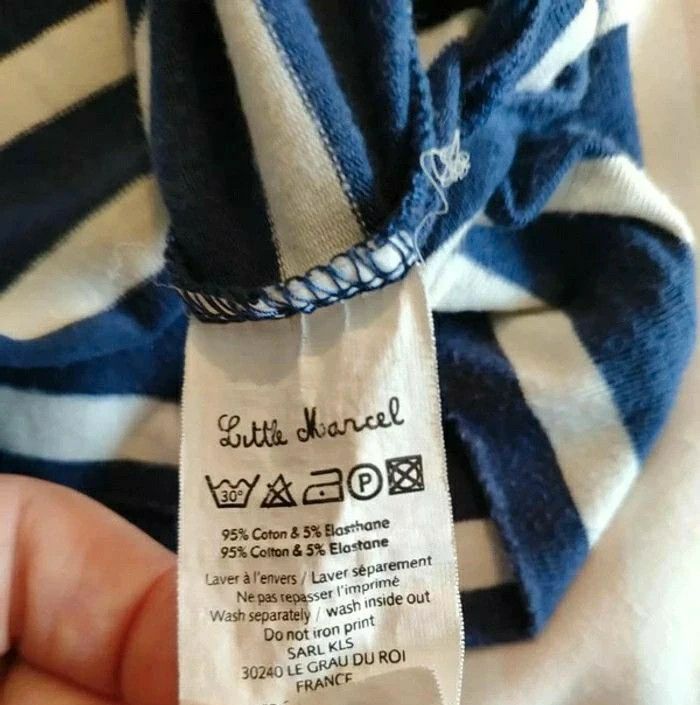 Little Marcel
30° P
95% Coton & 5% Elasthane
95% Cotton & 5% Elastane
Laver à l'envers / Laver séparement
Ne pas repasser l'imprimé
Wash separately / wash inside out
Do not iron print
SARL KLS
30240 LE GRAU DU ROI
FRANCE